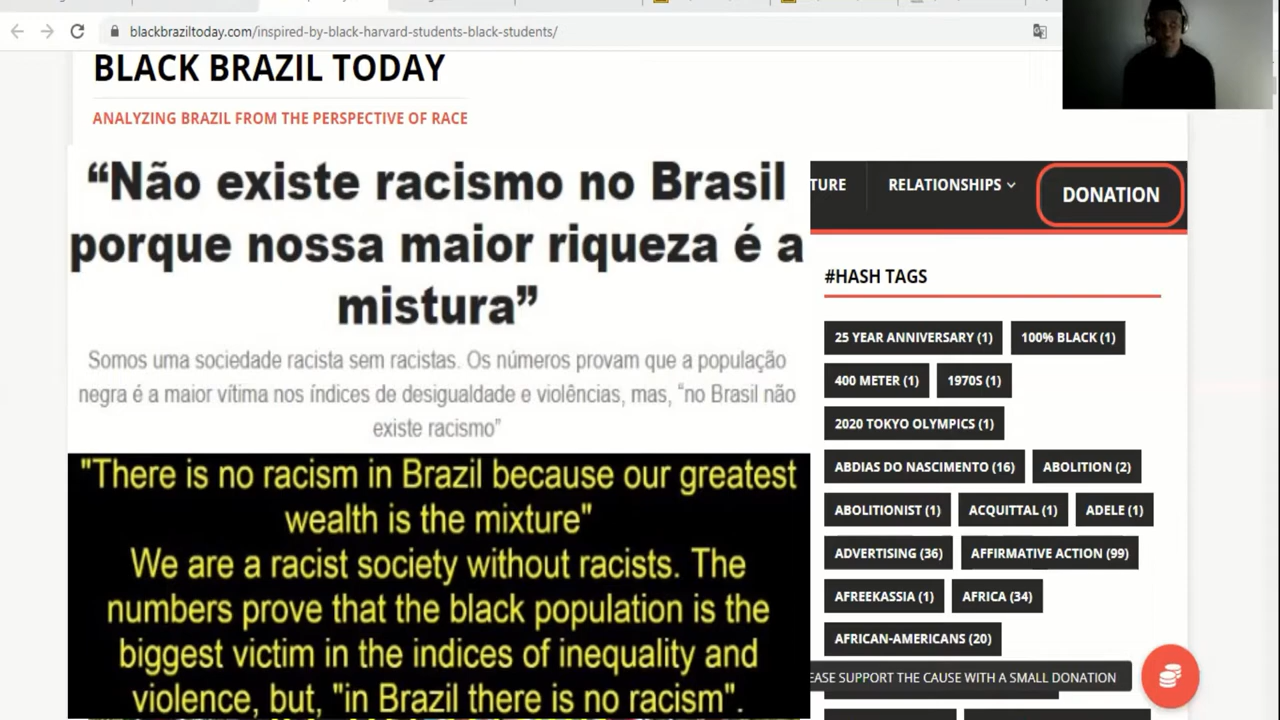 blackbraziltoday.com/inspired-by-black-harvard-students-black-students/
BLACK BRAZIL TODAY
ANALYZING BRAZIL FROM THE PERSPECTIVE OF RACE
“Não existe racismo no Brasil
porque nossa maior riqueza é a
mistura”
Somos uma sociedade racista sem racistas. Os números provam que a população
negra é a maior vítima nos índices de desigualdade e violências, mas, “no Brasil não
existe racismo”
"There is no racism in Brazil because our greatest
wealth is the mixture"
We are a racist society without racists. The
numbers prove that the black population is the
biggest victim in the indices of inequality and
violence, but, "in Brazil there is no racism".
TURE
RELATIONSHIPS
DONATION
#HASH TAGS
25 YEAR ANNIVERSARY (1)
100% BLACK (1)
400 METER (1)
1970S (1)
2020 TOKYO OLYMPICS (1)
ABDIAS DO NASCIMENTO (16)
ABOLITION (2)
ABOLITIONIST (1)
ACQUITTAL (1)
ADELE (1)
ADVERTISING (36)
AFFIRMATIVE ACTION (99)
AFREEKASSIA (1)
AFRICA (34)
AFRICAN-AMERICANS (20)
EASE SUPPORT THE CAUSE WITH A SMALL DONATION